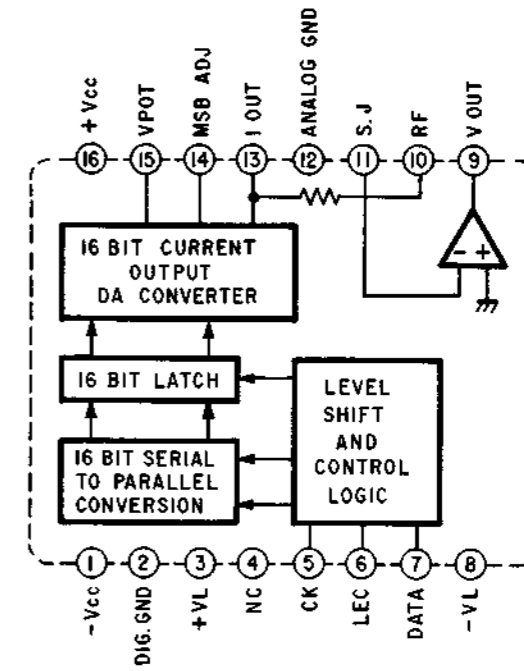 +Vcc
VPOT
MSB ADJ
I OUT
ANALOG GND
S.J
RF
V OUT
16
15
14
13
12
11
10
9
16 BIT CURRENT
OUTPUT
DA CONVERTER
- +
16 BIT LATCH
LEVEL
SHIFT
AND
CONTROL
LOGIC
16 BIT SERIAL
TO PARALLEL
CONVERSION
1
2
3
4
5
6
7
8
-Vcc
DIG.GND
+VL
NC
CK
LEC
DATA
-VL